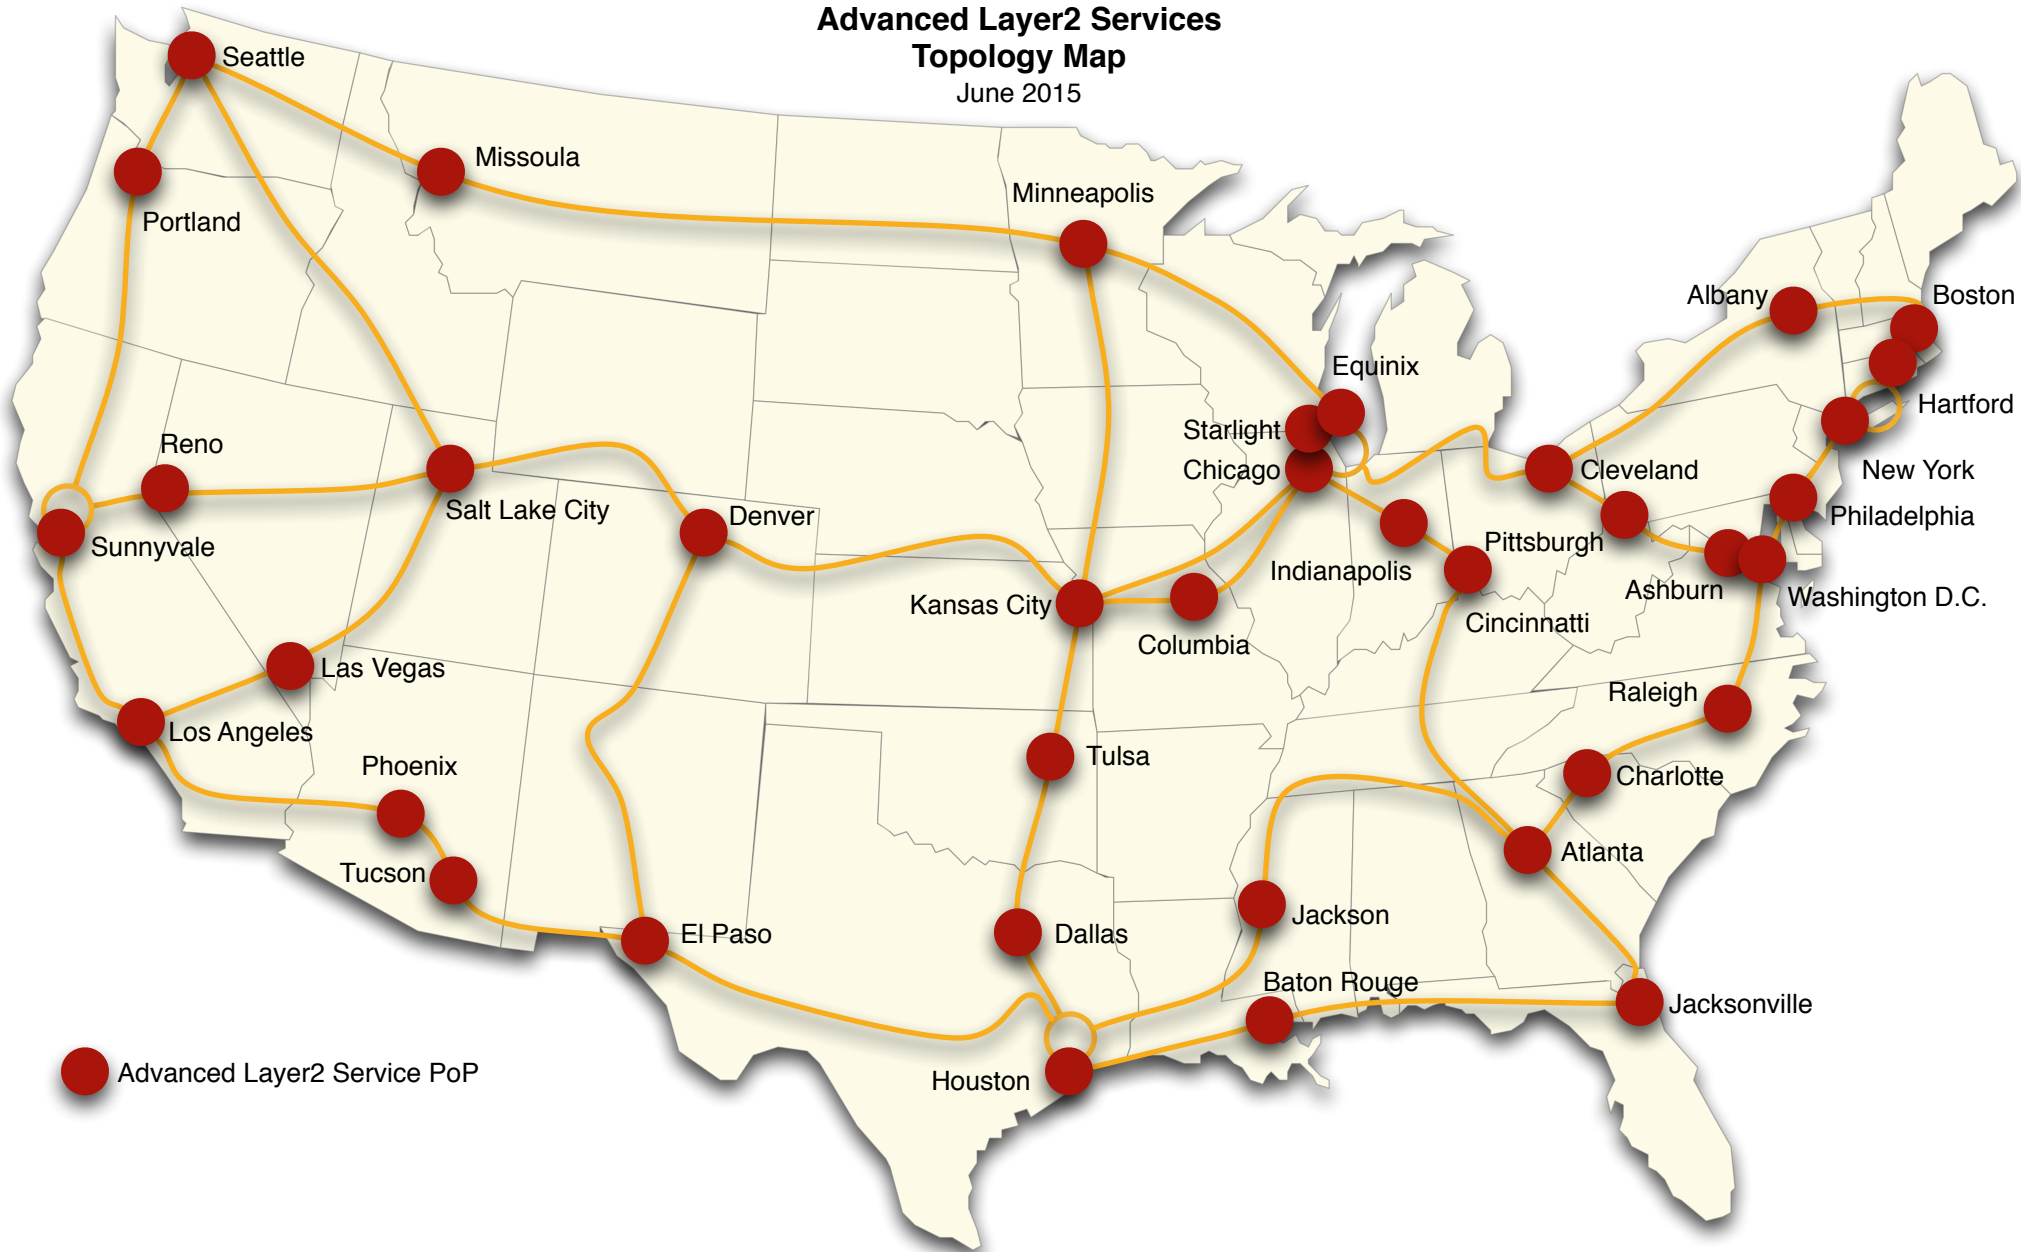 Advanced Layer2 Services
Topology Map
June 2015
Seattle
Missoula
Portland
Minneapolis
Albany
Boston
Equinix
Hartford
Starlight
Reno
Chicago
Cleveland
New York
Salt Lake City
Denver
Philadelphia
Sunnyvale
Pittsburgh
Indianapolis
Ashburn
Washington D.C.
Kansas City
Cincinnatti
Columbia
Las Vegas
Raleigh
Los Angeles
Tulsa
Phoenix
Charlotte
Atlanta
Tucson
Jackson
El Paso
Dallas
Baton Rouge
Jacksonville
Advanced Layer2 Service PoP
Houston